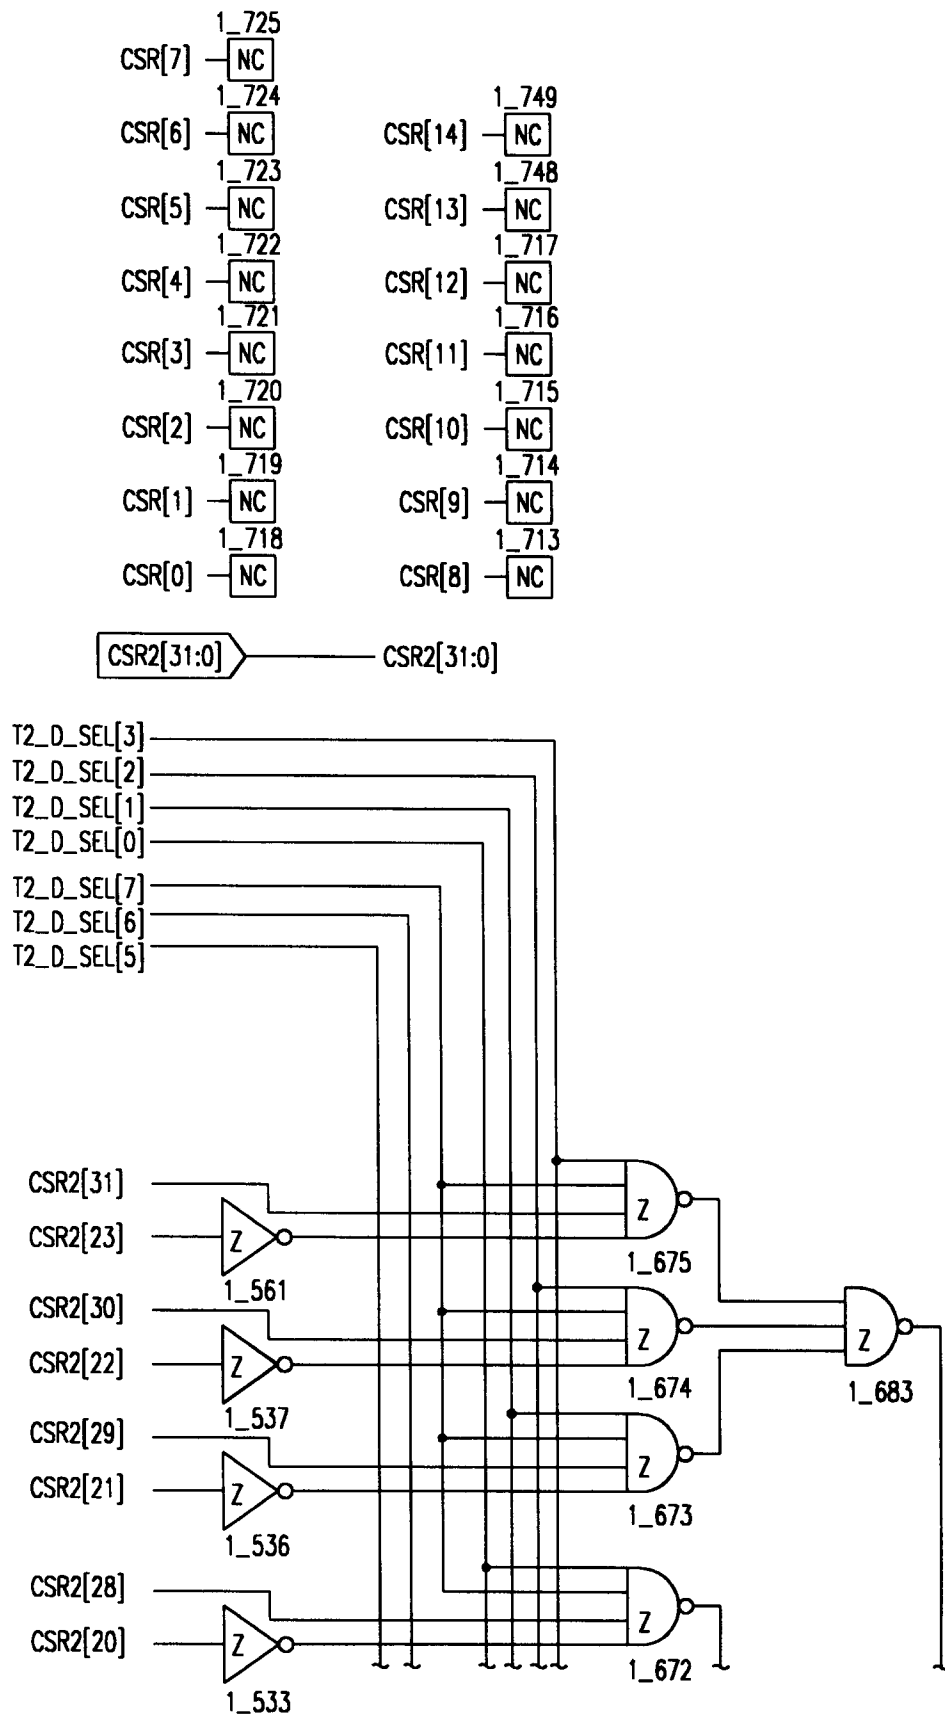 1_725
CSR[7] NC
1_724 1_749
CSR[6] NC CSR[14] NC
1_723 1_748
CSR[5] NC CSR[13] NC
1_722 1_717
CSR[4] NC CSR[12] NC
1_721 1_716
CSR[3] NC CSR[11] NC
1_720 1_715
CSR[2] NC CSR[10] NC
1_719 1_714
CSR[1] NC CSR[9] NC
1_718 1_713
CSR[0] NC CSR[8] NC
CSR2[31:0] CSR2[31:0]
T2_D_SEL[3]
T2_D_SEL[2]
T2_D_SEL[1]
T2_D_SEL[0]
T2_D_SEL[7]
T2_D_SEL[6]
T2_D_SEL[5]
CSR2[31]
Z
CSR2[23] Z
1_675
1_561
CSR2[30]
Z Z
CSR2[22] Z
1_674 1_683
1_537
CSR2[29]
Z
CSR2[21] Z
1_673
1_536
CSR2[28]
Z
CSR2[20] Z
1_672
1_533